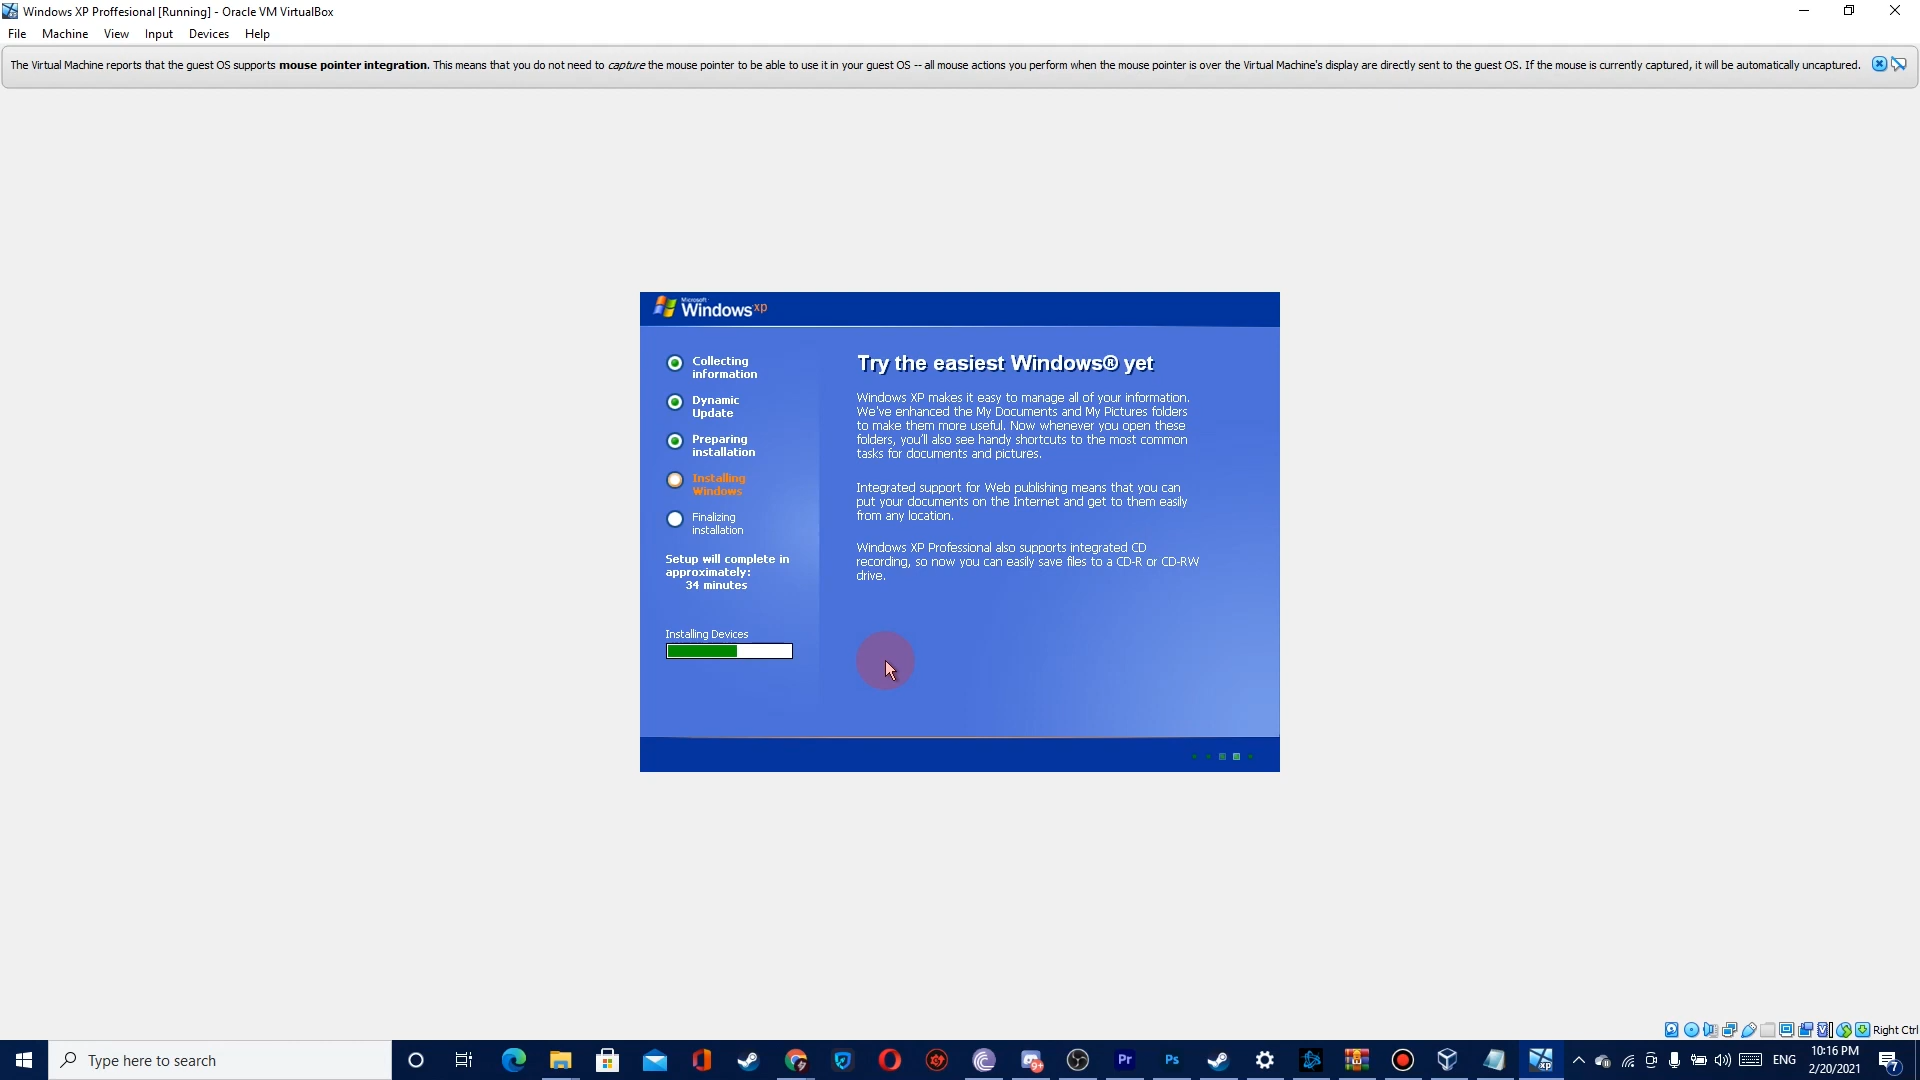 Windows XP Proffesional [Running] - Oracle VM VirtualBox
File Machine View Input Devices Help
The Virtual Machine reports that the guest OS supports mouse pointer integration. This means that you do not need to capture the mouse pointer to be able to use it in your guest OS -- all mouse actions you perform when the mouse pointer is over the Virtual Machine's display are directly sent to the guest OS. If the mouse is currently captured, it will be automatically uncaptured.
Microsoft
Windows xp
Collecting
information
Dynamic
Update
Preparing
installation
Installing
Windows
Finalizing
installation
Setup will complete in
approximately:
34 minutes
Installing Devices
Try the easiest Windows® yet
Windows XP makes it easy to manage all of your information.
We've enhanced the My Documents and My Pictures folders
to make them more useful. Now whenever you open these
folders, you'll also see handy shortcuts to the most common
tasks for documents and pictures.
Integrated support for Web publishing means that you can
put your documents on the Internet and get to them easily
from any location.
Windows XP Professional also supports integrated CD
recording, so now you can easily save files to a CD-R or CD-RW
drive.
Right Ctrl
Type here to search
Pr
Ps
xp
ENG
10:16 PM
2/20/2021
7